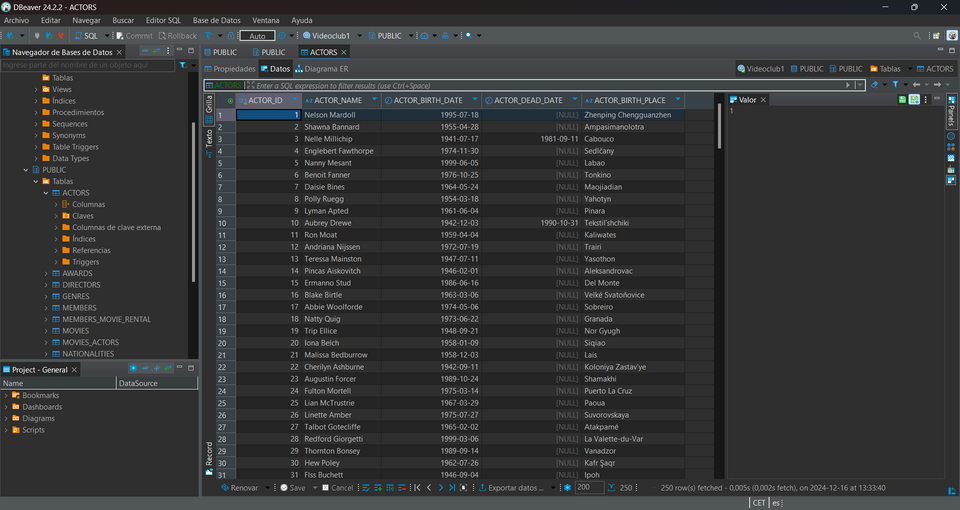 DBeaver 24.2.2 - ACTORS
Archivo Editar Navegar Buscar Editor SQL Base de Datos Ventana Ayuda
SQL Commit Rollback Auto Videoclub1 PUBLIC
Navegador de Bases de Datos
PUBLIC PUBLIC ACTORS
Ingrese parte del nombre de un objeto aquí
Propiedades Datos Diagrama ER Videoclub1 PUBLIC PUBLIC Tablas ACTORS
ACTORS Enter a SQL expression to filter results (use Ctrl+Space)
Tablas
Views
Índices
Procedimientos
Sequences
Synonyms
Table Triggers
Data Types
PUBLIC
Tablas
ACTORS
Columnas
Claves
Columnas de clave externa
Índices
Referencias
Triggers
AWARDS
DIRECTORS
GENRES
MEMBERS
MEMBERS_MOVIE_RENTAL
MOVIES
MOVIES_ACTORS
NATIONALITIES
Project - General
Name DataSource
Bookmarks
Dashboards
Diagrams
Scripts
Grilla
Texto
Record
ACTOR_ID ACTOR_NAME ACTOR_BIRTH_DATE ACTOR_DEAD_DATE ACTOR_BIRTH_PLACE
1 1 Nelson Mardoll 1995-07-18 [NULL] Zhenping Chengguanzhen
2 2 Shawna Bannard 1955-04-28 [NULL] Ampasimanolotra
3 3 Nelle Millichip 1941-07-17 1981-09-11 Cabouco
4 4 Englebert Fawthorpe 1974-11-30 [NULL] Sedlčany
5 5 Nanny Mesant 1999-06-05 [NULL] Labao
6 6 Benoit Fanner 1976-10-25 [NULL] Tonkino
7 7 Daisie Bines 1964-05-24 [NULL] Maojiadian
8 8 Polly Ruegg 1954-03-18 [NULL] Yahotyn
9 9 Lyman Apted 1961-06-04 [NULL] Pinara
10 10 Aubrey Drewe 1942-12-03 1990-10-31 Tekstil'shchiki
11 11 Ron Moat 1959-04-04 [NULL] Kaliwates
12 12 Andriana Nijssen 1972-07-19 [NULL] Trairi
13 13 Teressa Mainston 1947-07-11 [NULL] Yasothon
14 14 Pincas Aiskovitch 1946-02-01 [NULL] Aleksandrovac
15 15 Ermanno Stud 1986-06-16 [NULL] Del Monte
16 16 Blake Birtle 1963-03-06 [NULL] Velké Svatoňovice
17 17 Abbie Woolforde 1974-05-06 [NULL] Sobreiro
18 18 Natty Quig 1973-06-22 [NULL] Granada
19 19 Trip Ellice 1948-09-21 [NULL] Nor Gyugh
20 20 Iona Belch 1958-01-09 [NULL] Siqiao
21 21 Malissa Bedburrow 1958-12-03 [NULL] Lais
22 22 Cherilyn Ashburne 1942-09-11 [NULL] Koloniya Zastav'ye
23 23 Augustin Forcer 1989-10-24 [NULL] Shamakhi
24 24 Fulton Mortell 1975-03-14 [NULL] Puerto La Cruz
25 25 Lian McTrustrie 1967-03-29 [NULL] Paoua
26 26 Linette Amber 1975-07-27 [NULL] Suvorovskaya
27 27 Talbot Gotecliffe 1965-02-02 [NULL] Atakpamé
28 28 Redford Giorgetti 1999-03-06 [NULL] La Valette-du-Var
29 29 Thornton Bonsey 1989-09-14 [NULL] Vanadzor
30 30 Hew Poley 1962-07-26 [NULL] Kafr Şaqr
31 31 Flss Buchett 1946-09-04 [NULL] Ipoh
Valor
1
Panels
Renovar Save Cancel Exportar datos ... 200 250 250 row(s) fetched - 0,005s (0,002s fetch), on 2024-12-16 at 13:33:40
CET es